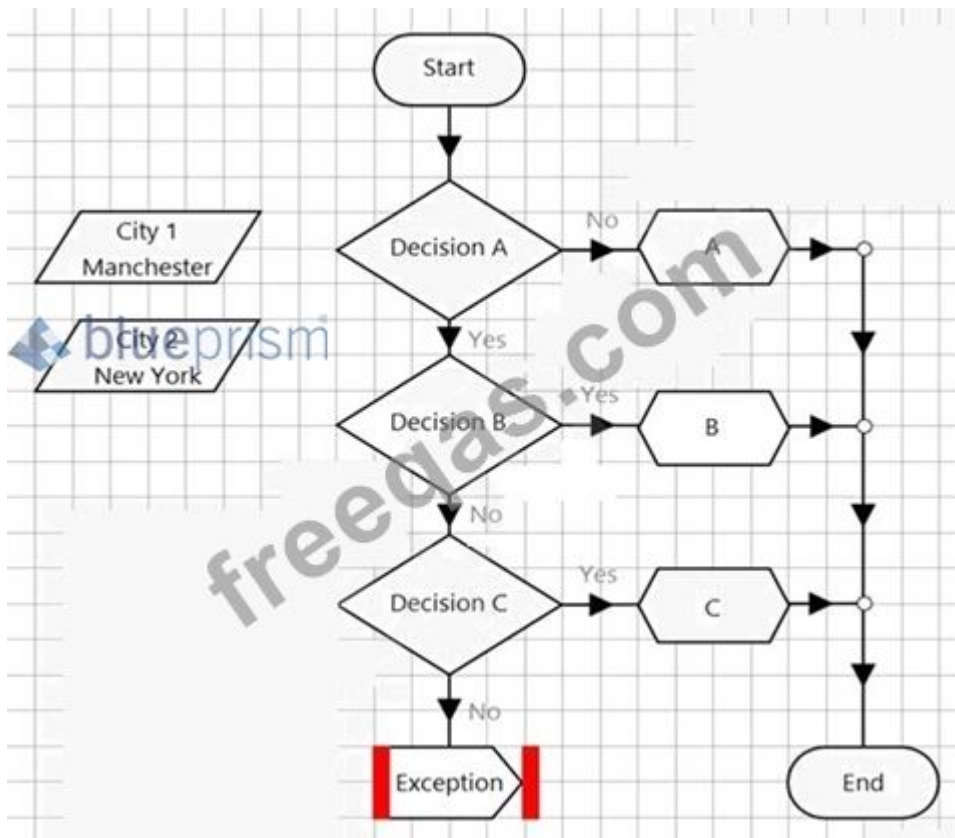 Start
City 1
Manchester
Decision A
No
A
blueprism
City 2
New York
Yes
Decision B
Yes
B
freeqas.com
No
Decision C
Yes
C
No
Exception
End